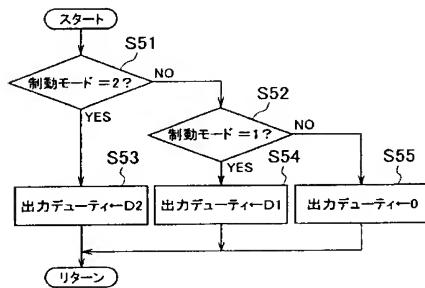 スタート
S51
制動モード=2?
NO
S52
YES
制動モード=1?
NO
S53
YES
S54
S55
出力デューティ←D2
出力デューティ←D1
出力デューティ←0
リターン